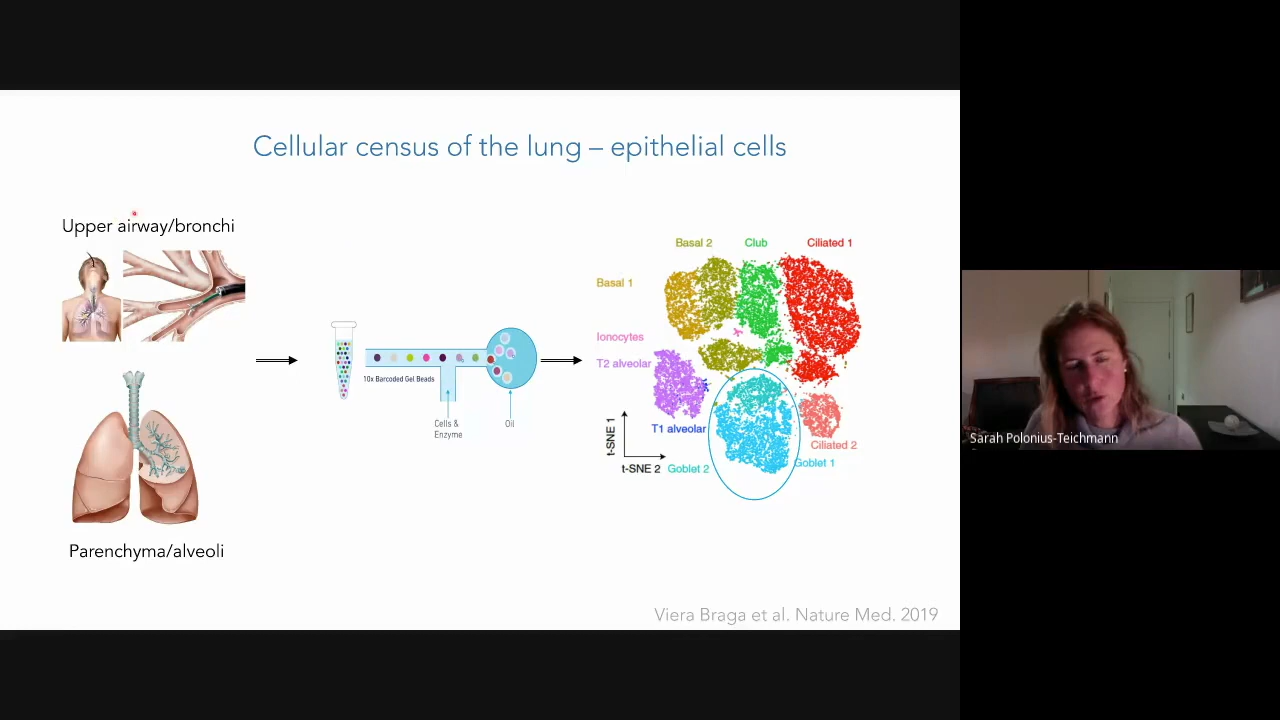 Cellular census of the lung – epithelial cells
Upper airway/bronchi
Parenchyma/alveoli
10x Barcoded Gel Beads
Cells &
Enzyme
Oil
Basal 2
Club
Ciliated 1
Basal 1
Ionocytes
T2 alveolar
T1 alveolar
Ciliated 2
Goblet 2
Goblet 1
t-SNE 1
t-SNE 2
Viera Braga et al. Nature Med. 2019
Sarah Polonius-Teichmann